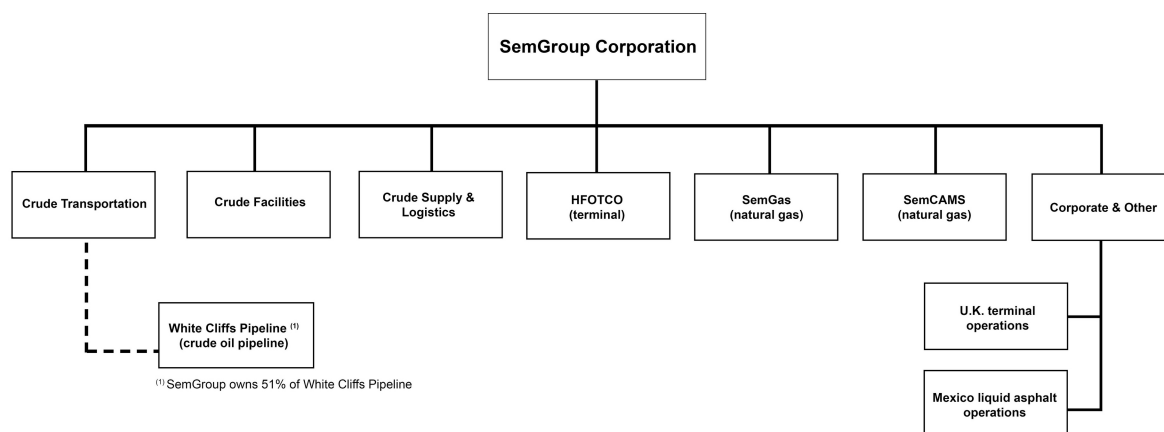 SemGroup Corporation
Crude Transportation
Crude Facilities
Crude Supply &
Logistics
HFOTCO
(terminal)
SemGas
(natural gas)
SemCAMS
(natural gas)
Corporate & Other
White Cliffs Pipeline (1)
(crude oil pipeline)
(1) SemGroup owns 51% of White Cliffs Pipeline
U.K. terminal
operations
Mexico liquid asphalt
operations